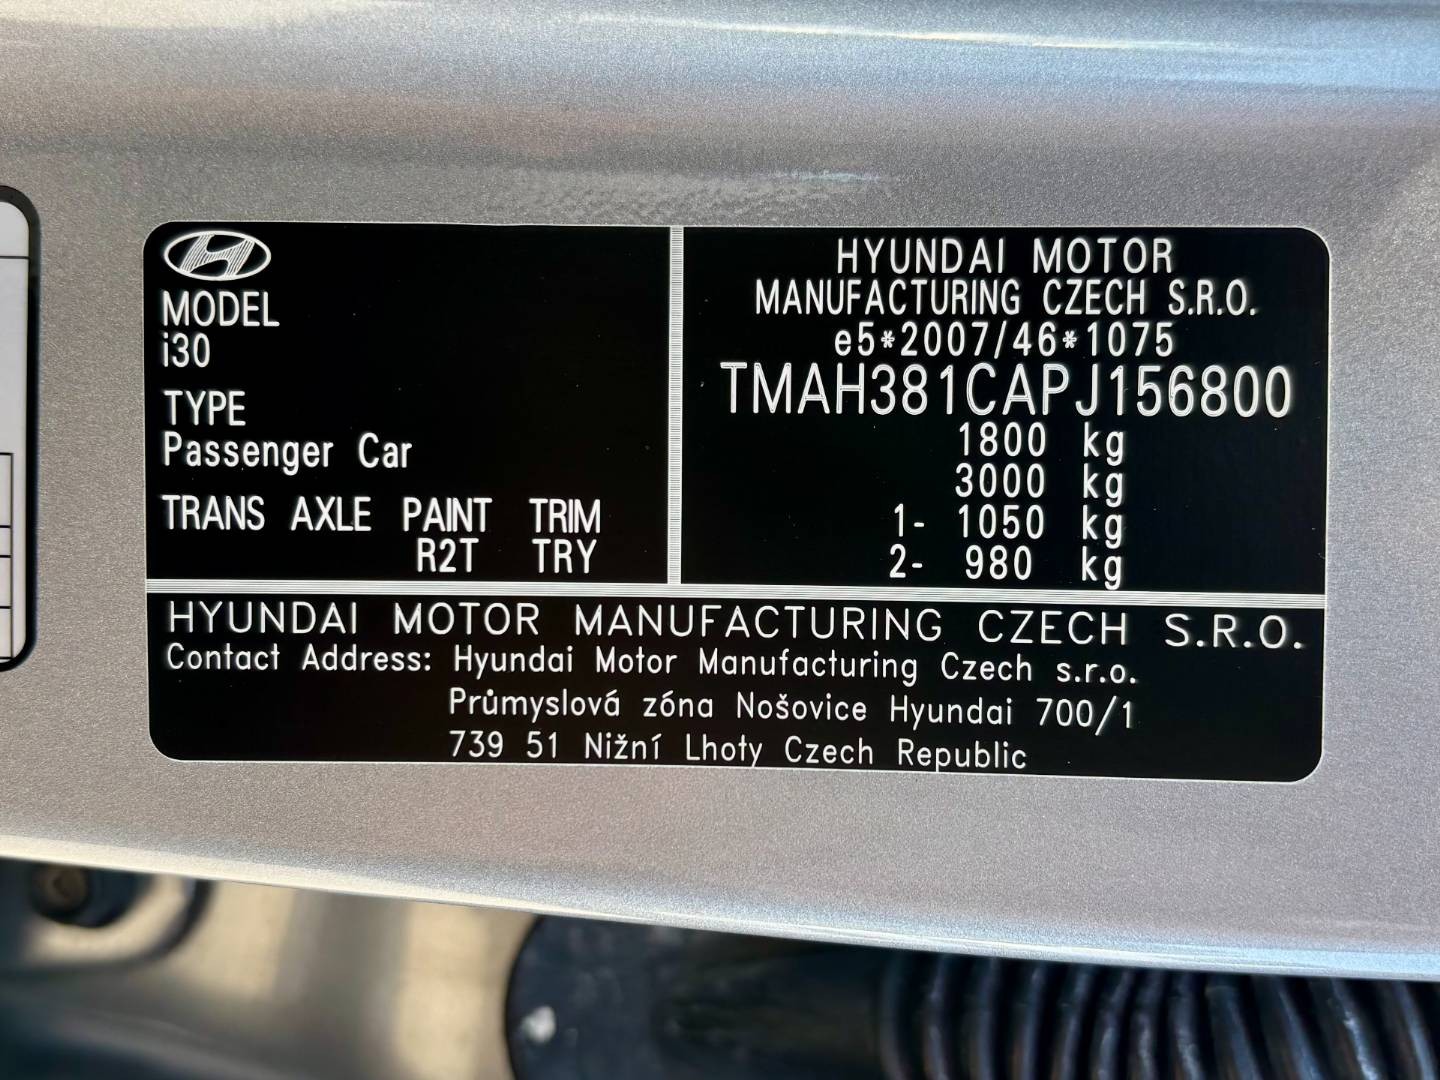 MODEL
i30
TYPE
Passenger Car
TRANS AXLE PAINT TRIM
R2T TRY
HYUNDAI MOTOR
MANUFACTURING CZECH S.R.O.
e5*2007/46*1075
TMAH381CAPJ156800
1800 kg
3000 kg
1- 1050 kg
2- 980 kg
HYUNDAI MOTOR MANUFACTURING CZECH S.R.O.
Contact Address: Hyundai Motor Manufacturing Czech s.r.o.
Průmyslová zóna Nošovice Hyundai 700/1
739 51 Nižní Lhoty Czech Republic